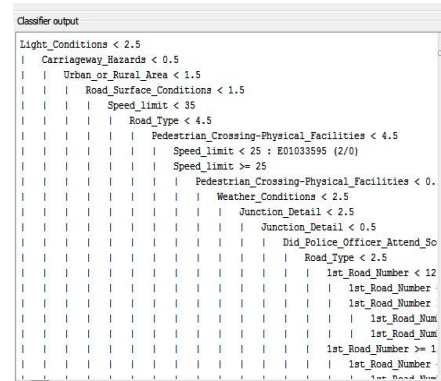 Classifier output
Light_Conditions < 2.5
| Carriageway_Hazards < 0.5
| | Urban_or_Rural_Area < 1.5
| | | Road_Surface_Conditions < 1.5
| | | | Speed_limit < 35
| | | | | Road_Type < 4.5
| | | | | | Pedestrian_Crossing-Physical_Facilities < 4.5
| | | | | | | Speed_limit < 25 : E01033595 (2/0)
| | | | | | | Speed_limit >= 25
| | | | | | | | Pedestrian_Crossing-Physical_Facilities < 0.
| | | | | | | | | Weather_Conditions < 2.5
| | | | | | | | | | Junction_Detail < 2.5
| | | | | | | | | | | Junction_Detail < 0.5
| | | | | | | | | | | | Did_Police_Officer_Attend_Sc
| | | | | | | | | | | | | Road_Type < 2.5
| | | | | | | | | | | | | | 1st_Road_Number < 12
| | | | | | | | | | | | | | | 1st_Road_Number
| | | | | | | | | | | | | | | 1st_Road_Number
| | | | | | | | | | | | | | | | 1st_Road_Num
| | | | | | | | | | | | | | | | 1st_Road_Num
| | | | | | | | | | | | | | 1st_Road_Number >= 1
| | | | | | | | | | | | | | | 1st_Road_Number